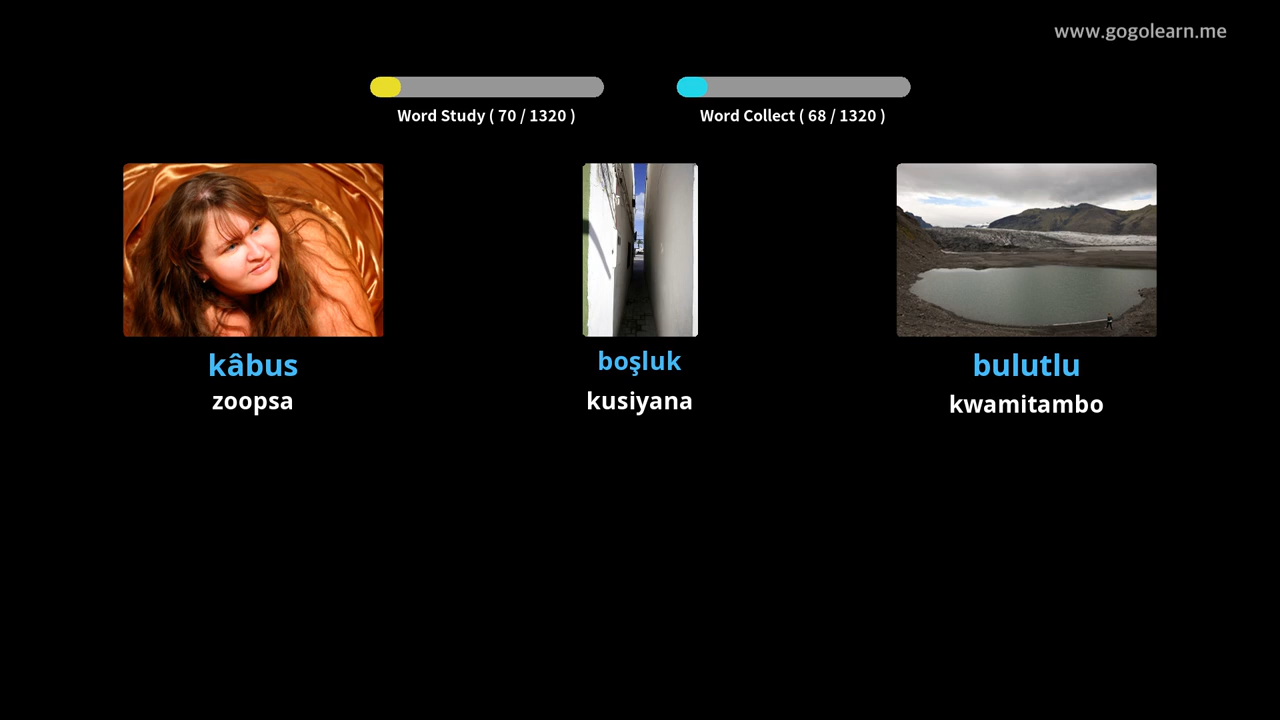 www.gogolearn.me
Word Study ( 70 / 1320 )
Word Collect ( 68 / 1320 )
kâbus
zoopsa
boşluk
kusiyana
bulutlu
kwamitambo